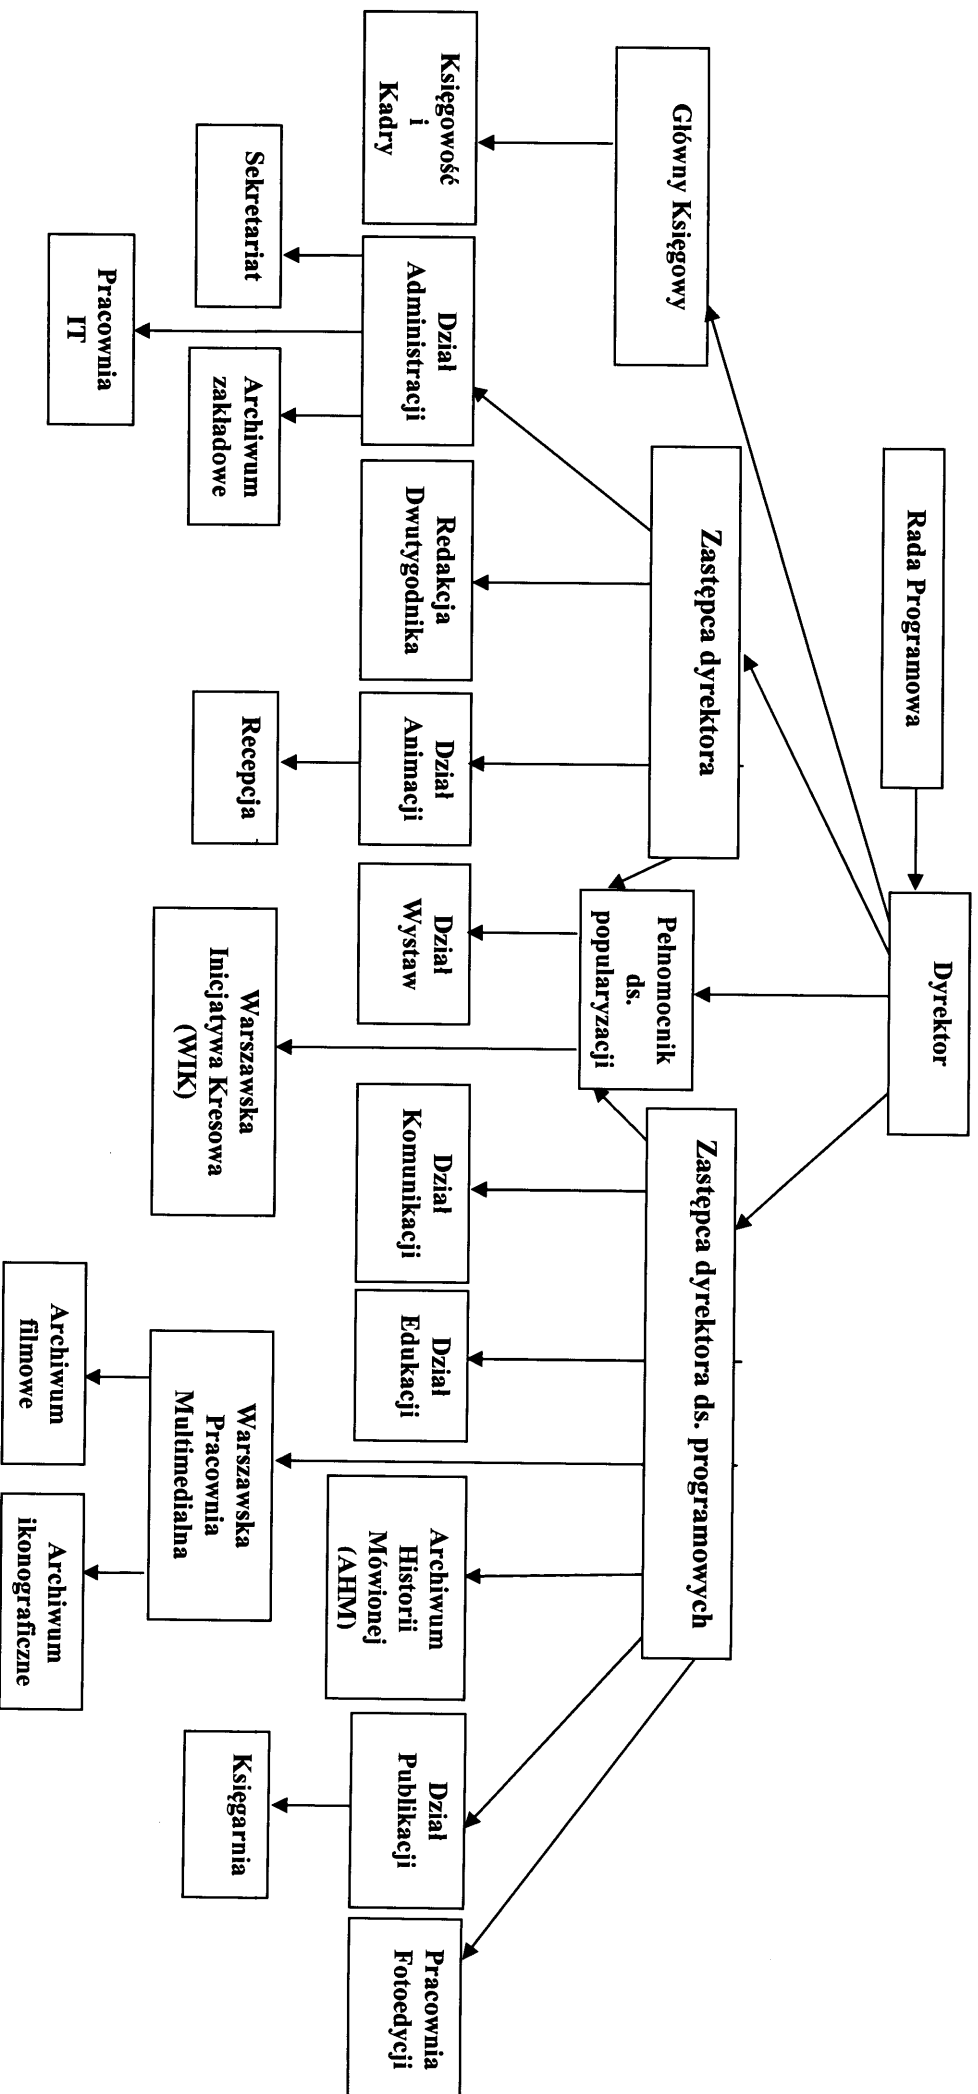 Rada Programowa
Dyrektor
Główny Księgowy
Zastępca dyrektora
Pełnomocnik
ds.
popularyzacji
Zastępca dyrektora ds. programowych
Księgowość
i
Kadry
Dział
Administracji
Redakcja
Dwutygodnika
Dział
Animacji
Dział
Wystaw
Dział
Komunikacji
Dział
Edukacji
Archiwum
Historii
Mówionej
(AHM)
Dział
Publikacji
Pracownia
Fotoedycji
Sekretariat
Archiwum
zakładowe
Recepcja
Warszawska
Inicjatywa Kresowa
(WIK)
Warszawska
Pracownia
Multimedialna
Księgarnia
Pracownia
IT
Archiwum
filmowe
Archiwum
ikonograficzne